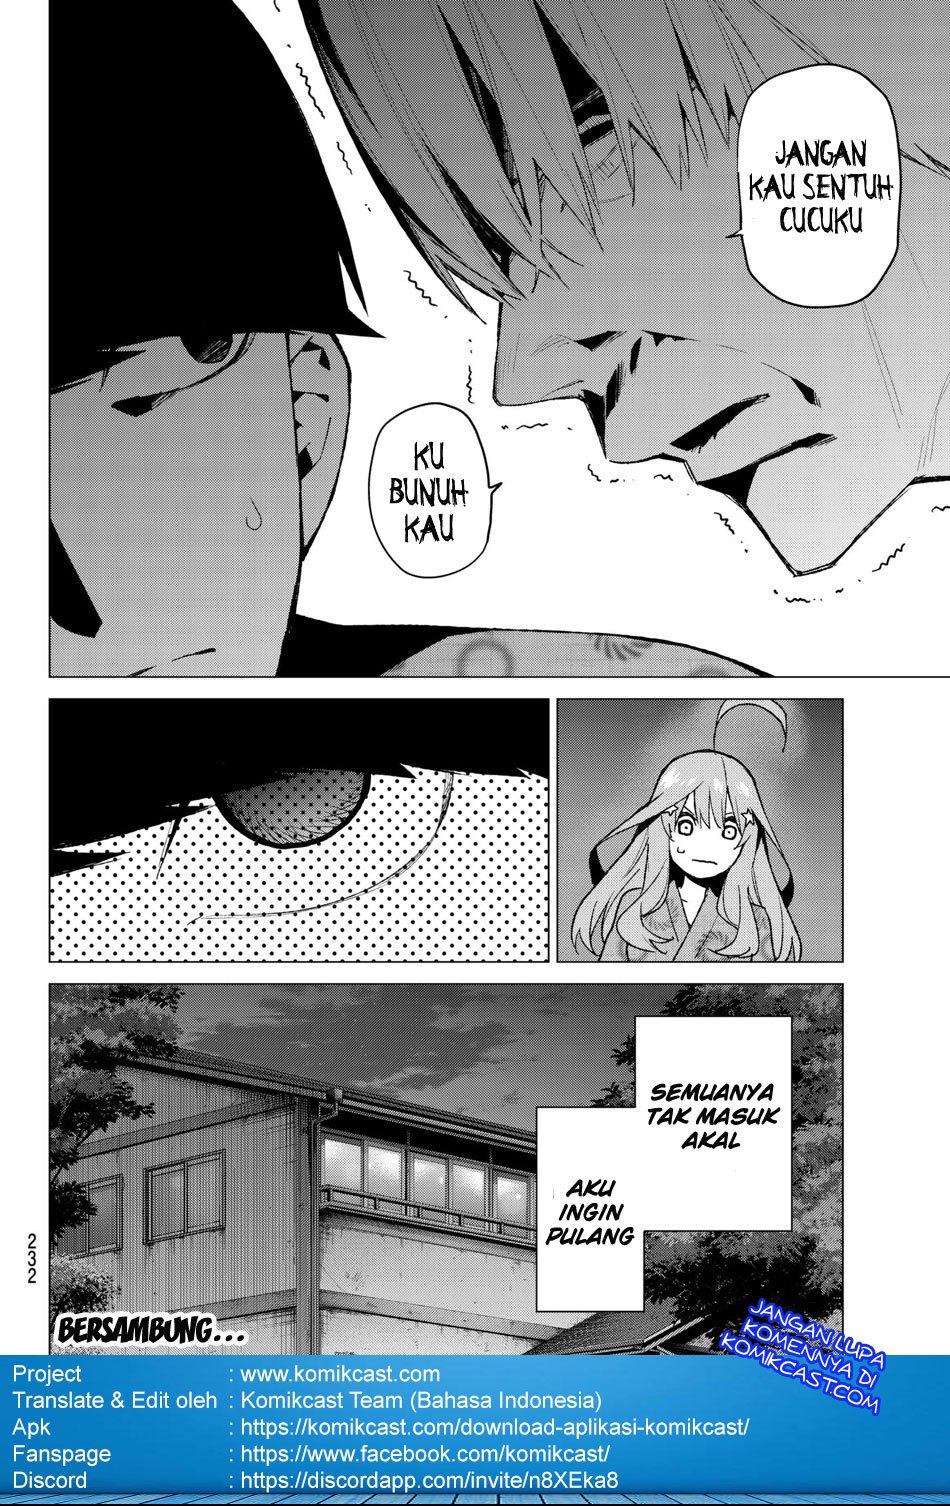 JANGAN
KAU SENTUH
CUCUKU
KU
BUNUH
KAU
SEMUANYA
TAK MASUK
AKAL
AKU
INGIN
PULANG
232
BERSAMBUNG...
JANGAN LUPA
KOMENNYA DI
KOMIKCAST.COM
Project : www.komikcast.com
Translate & Edit oleh : Komikcast Team (Bahasa Indonesia)
Apk : https://komikcast.com/download-aplikasi-komikcast/
Fanspage : https://www.facebook.com/komikcast/
Discord : https://discordapp.com/invite/n8XEka8